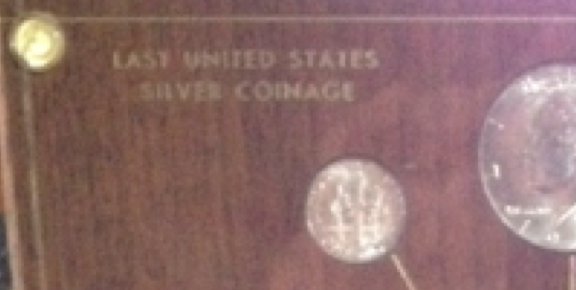 LAST UNITED STATES
SILVER COINAGE